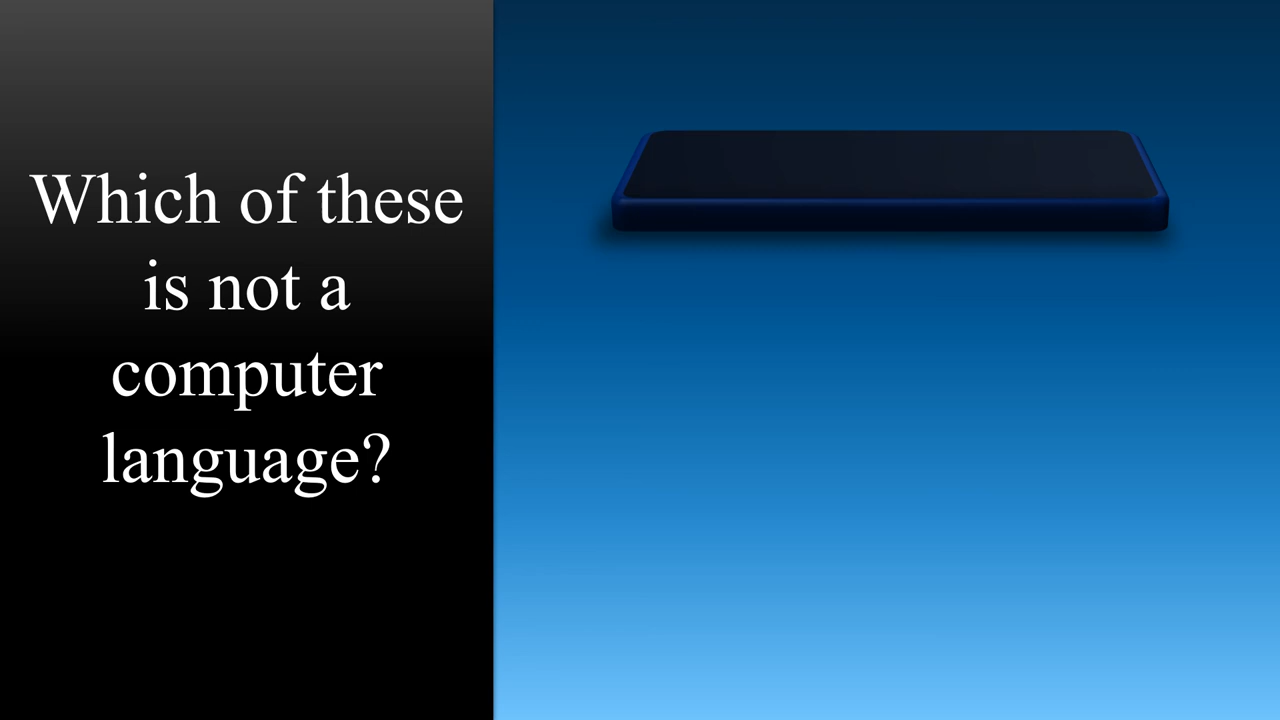 Which of these
is not a
computer
language?